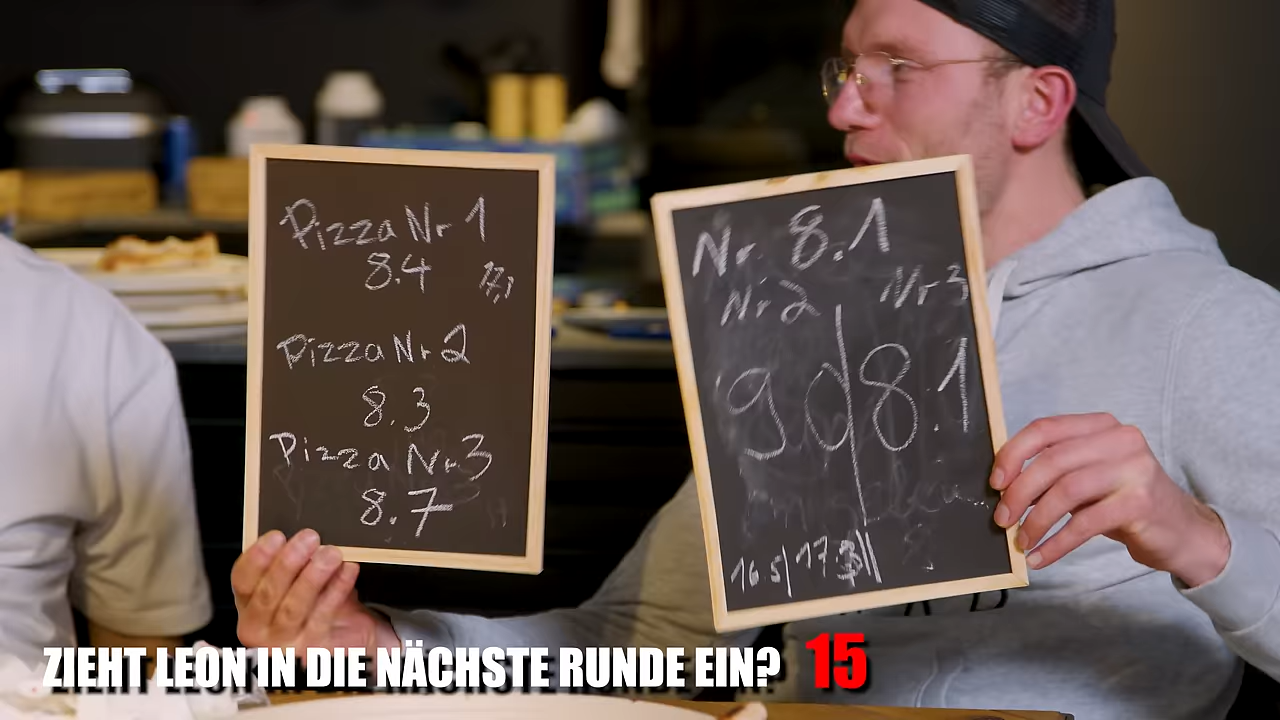 Pizza Nr 1
8.4
Pizza Nr 2
8.3
Pizza Nr 3
8.7
Nr. 8.1
Nr 2 Nr 3
9.0 8.1
16.5 17.3
ZIEHT LEON IN DIE NÄCHSTE RUNDE EIN? 15